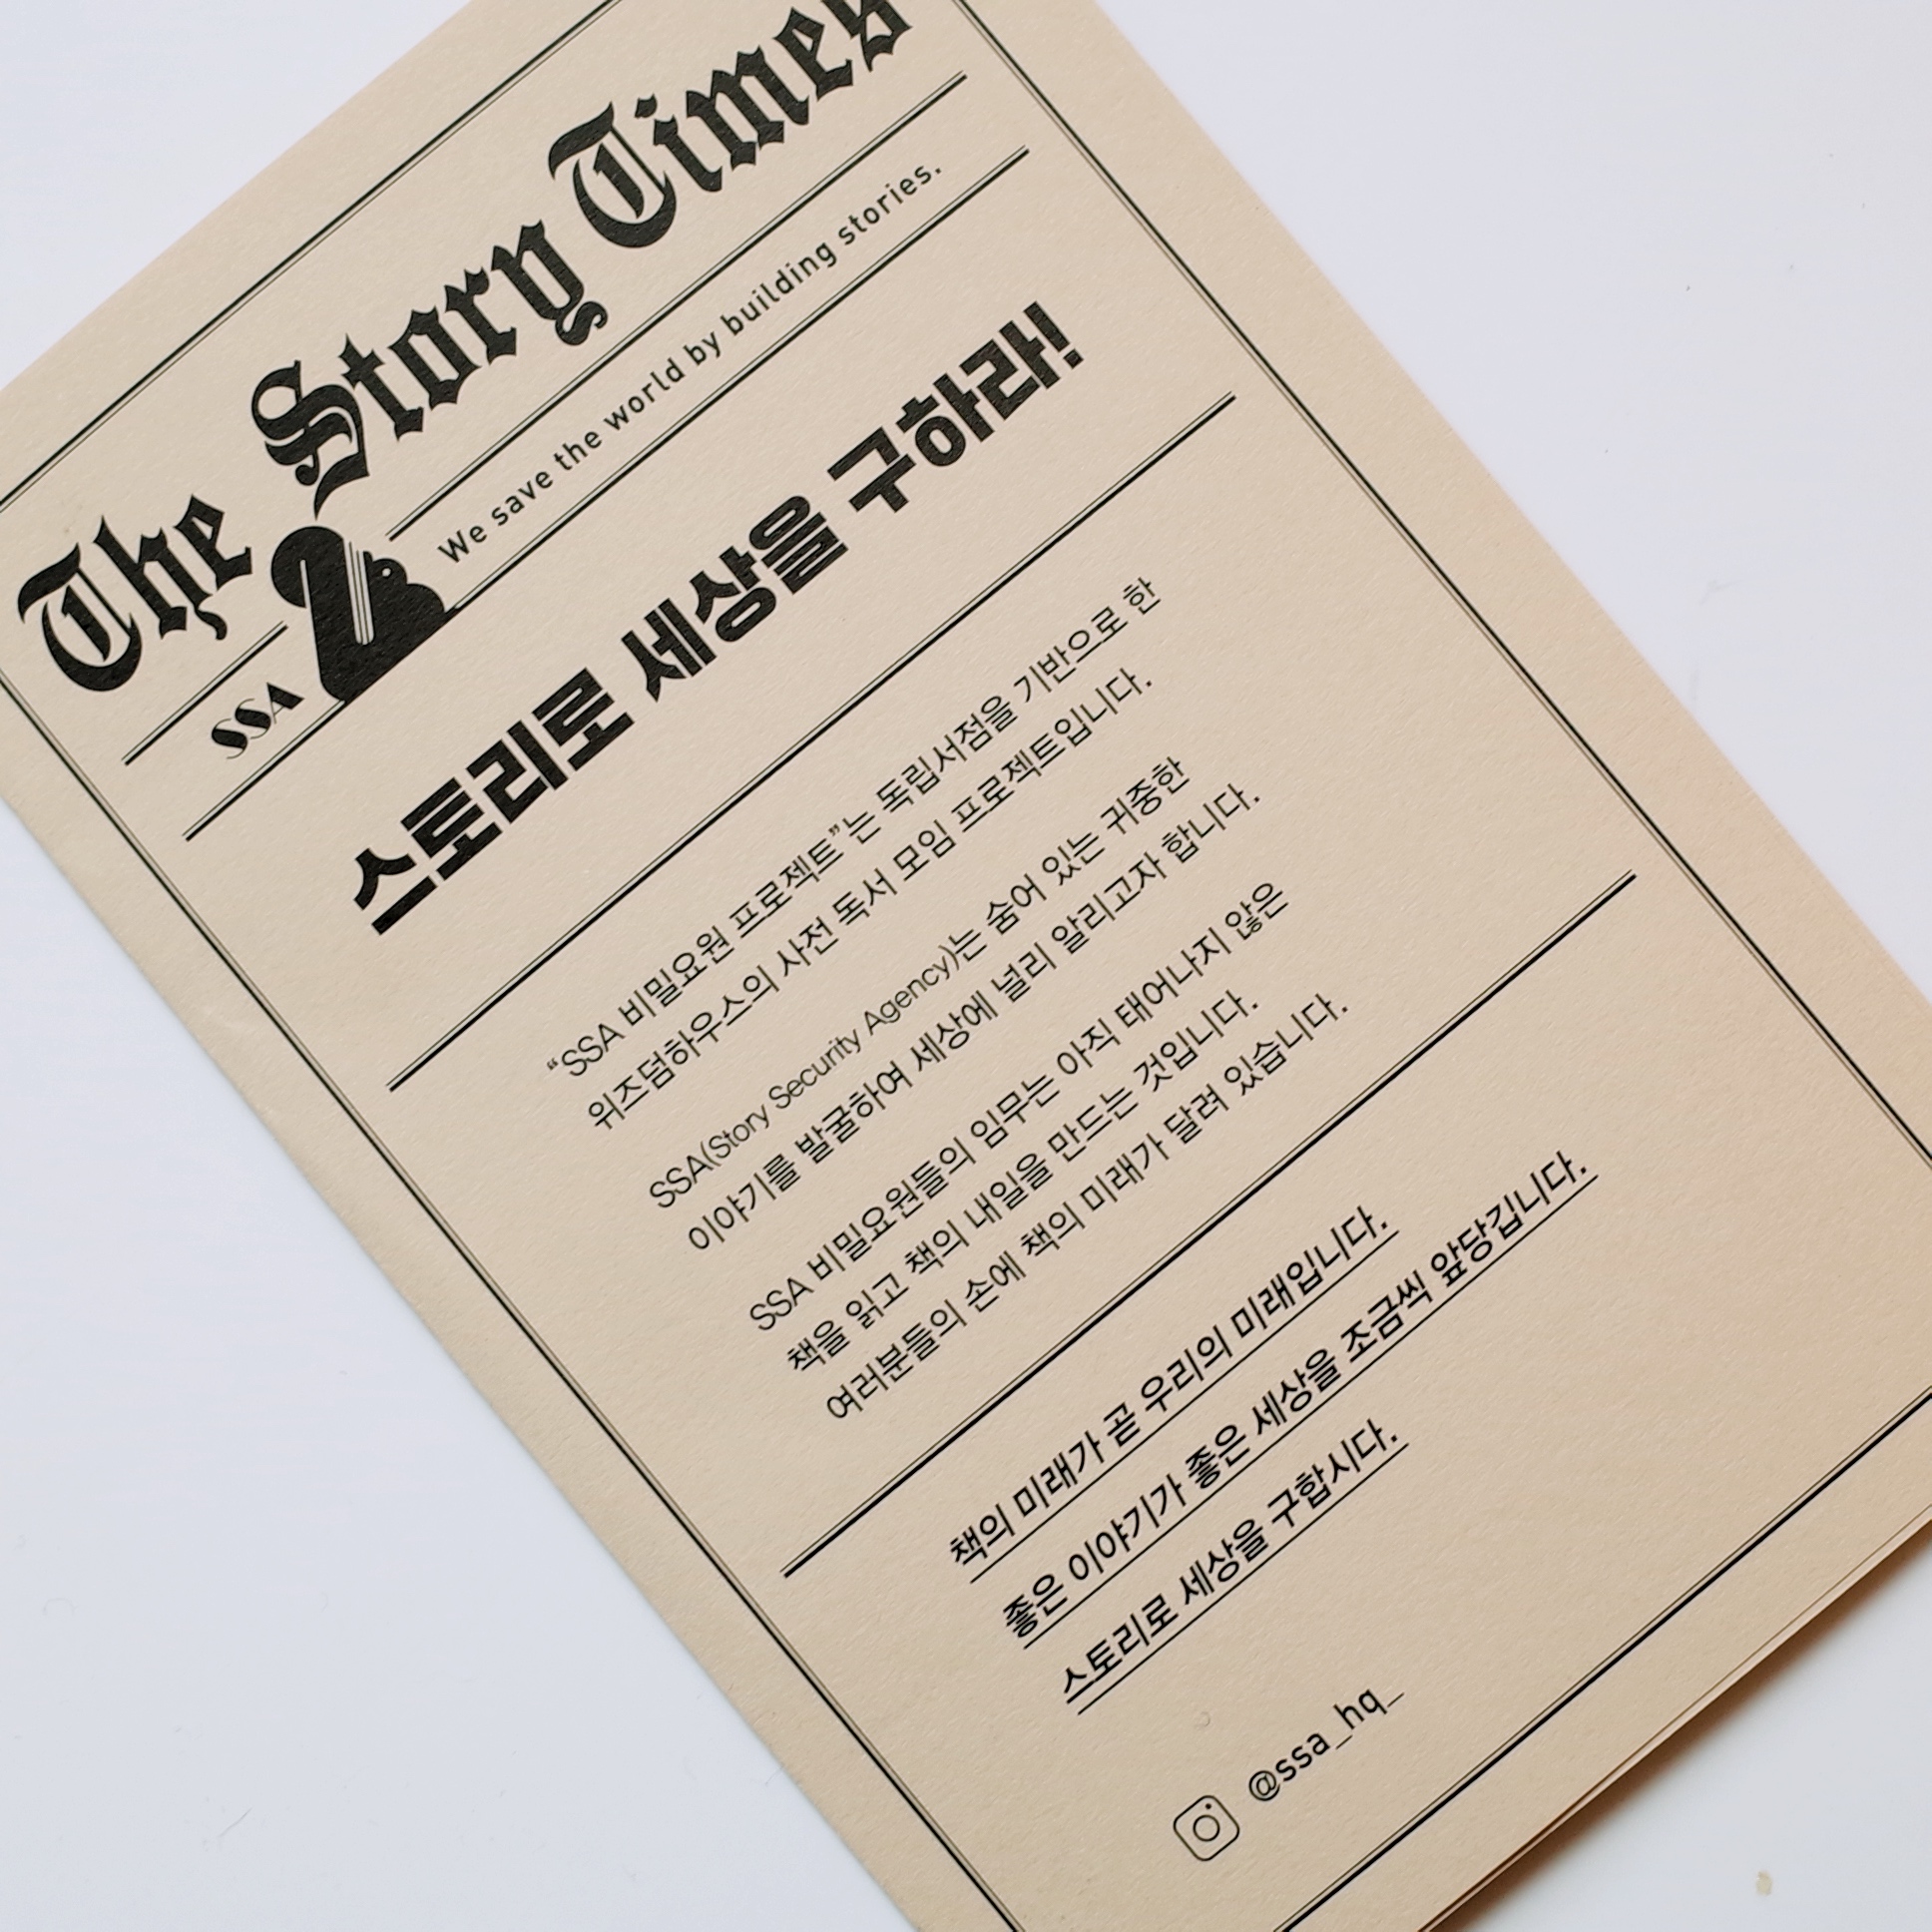 The Story Times
SSA We save the world by building stories.
스토리로 세상을 구하라!
“SSA 비밀요원 프로젝트”는 독립서점을 기반으로 한
위즈덤하우스의 사전 독서 모임 프로젝트입니다.
SSA(Story Security Agency)는 숨어 있는 귀중한
이야기를 발굴하여 세상에 널리 알리고자 합니다.
SSA 비밀요원들의 임무는 아직 태어나지 않은
책을 읽고 책의 내일을 만드는 것입니다.
여러분들의 손에 책의 미래가 달려 있습니다.
책의 미래가 곧 우리의 미래입니다.
좋은 이야기가 좋은 세상을 조금씩 앞당깁니다.
스토리로 세상을 구합시다.
@ssa_hq_